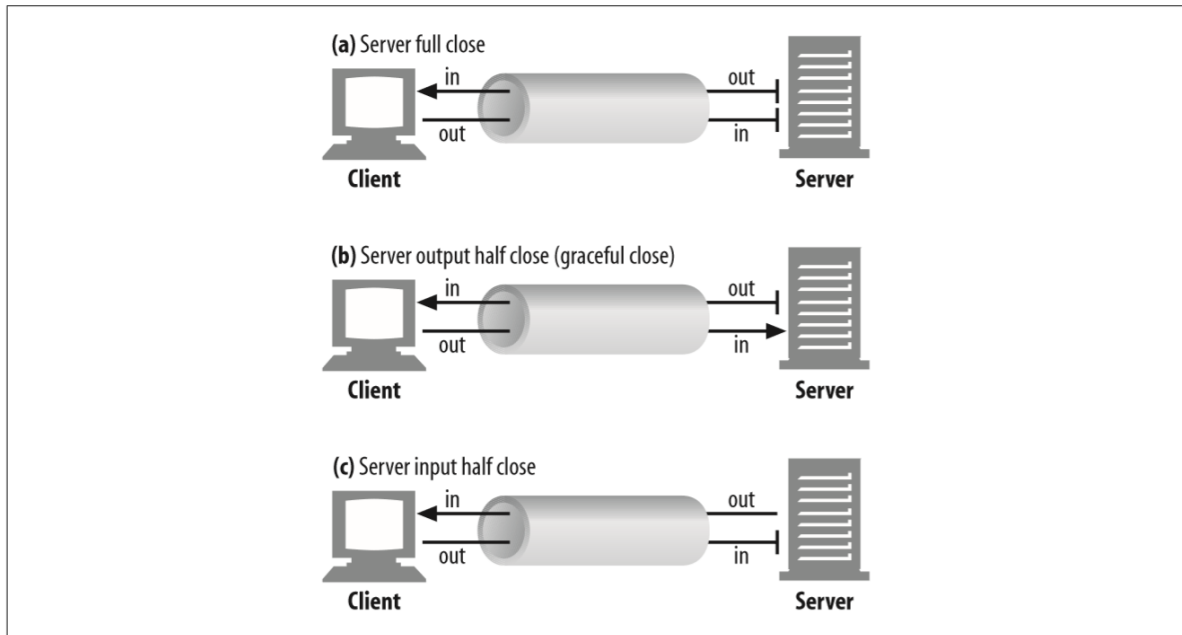 (a) Server full close
in
out
out
in
Client
Server
(b) Server output half close (graceful close)
in
out
out
in
Client
Server
(c) Server input half close
in
out
out
in
Client
Server